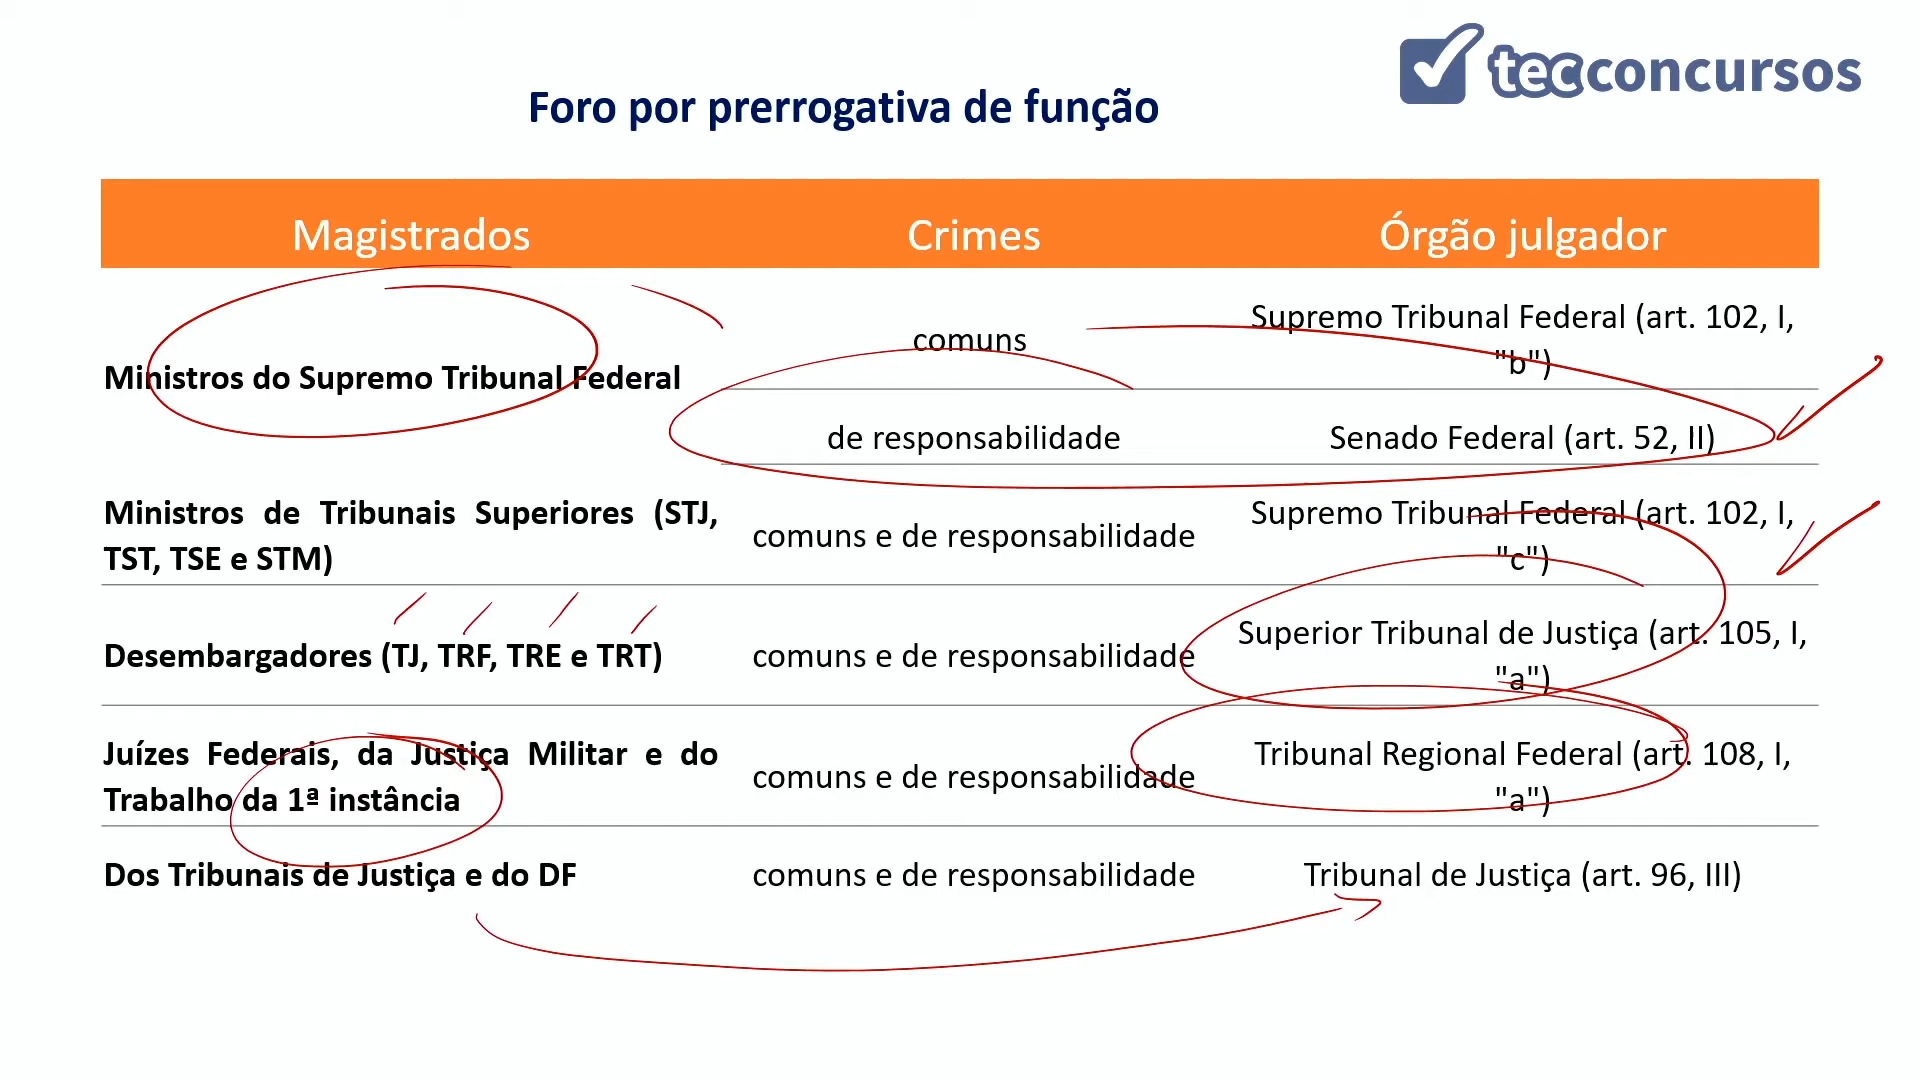 tecconcursos
Foro por prerrogativa de função
Magistrados
Crimes
Órgão julgador
Ministros do Supremo Tribunal Federal
comuns
Supremo Tribunal Federal (art. 102, I,
"b")
de responsabilidade
Senado Federal (art. 52, II)
Ministros de Tribunais Superiores (STJ,
TST, TSE e STM)
comuns e de responsabilidade
Supremo Tribunal Federal (art. 102, I,
"c")
Desembargadores (TJ, TRF, TRE e TRT)
comuns e de responsabilidade
Superior Tribunal de Justiça (art. 105, I,
"a")
Juízes Federais, da Justiça Militar e do
Trabalho da 1ª instância
comuns e de responsabilidade
Tribunal Regional Federal (art. 108, I,
"a")
Dos Tribunais de Justiça e do DF
comuns e de responsabilidade
Tribunal de Justiça (art. 96, III)